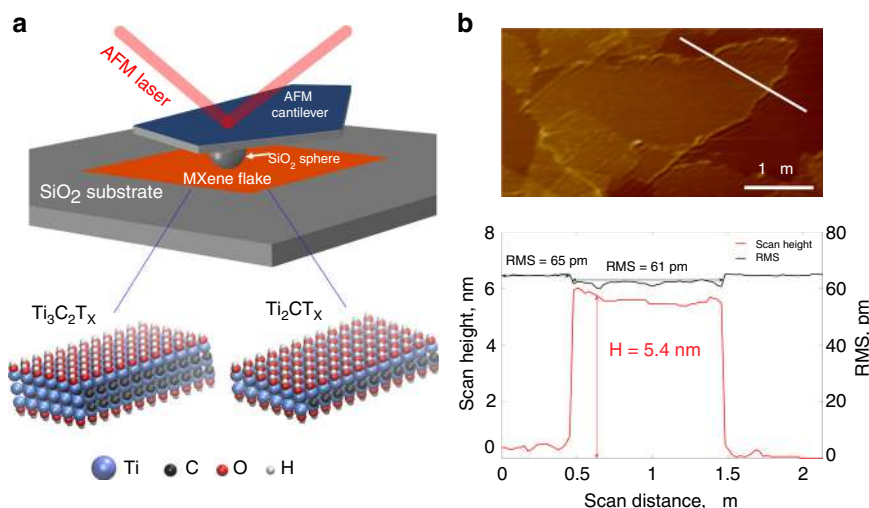 a
AFM laser
AFM
cantilever
SiO2 sphere
MXene flake
SiO2 substrate
Ti3C2TX
Ti2CTX
Ti
C
O
H
b
1 m
8
6
4
2
0
Scan height, nm
80
60
40
20
0
RMS, pm
Scan height
RMS
RMS = 65 pm
RMS = 61 pm
H = 5.4 nm
0
0.5
1
1.5
2
Scan distance, m